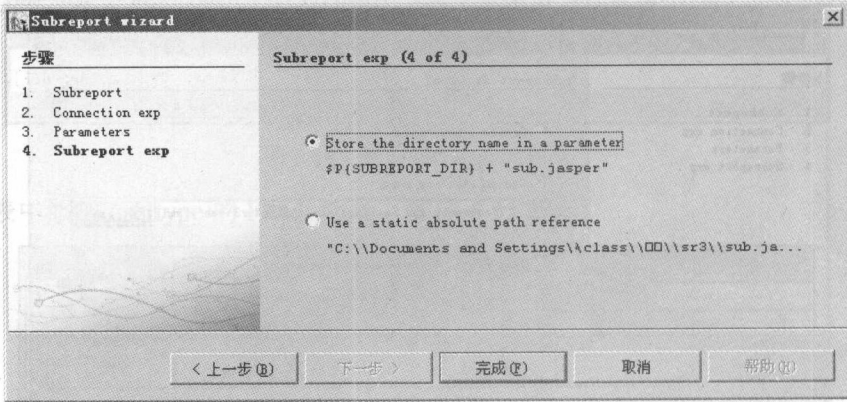 Subreport wizard
步骤
1. Subreport
2. Connection exp
3. Parameters
4. Subreport exp
Subreport exp (4 of 4)
Store the directory name in a parameter
$P{SUBREPORT_DIR} + "sub.jasper"
Use a static absolute path reference
"C:\\Documents and Settings\\class\\□□\\sr3\\sub.ja...
< 上一步(B)
下一步 >
完成(F)
取消
帮助(H)